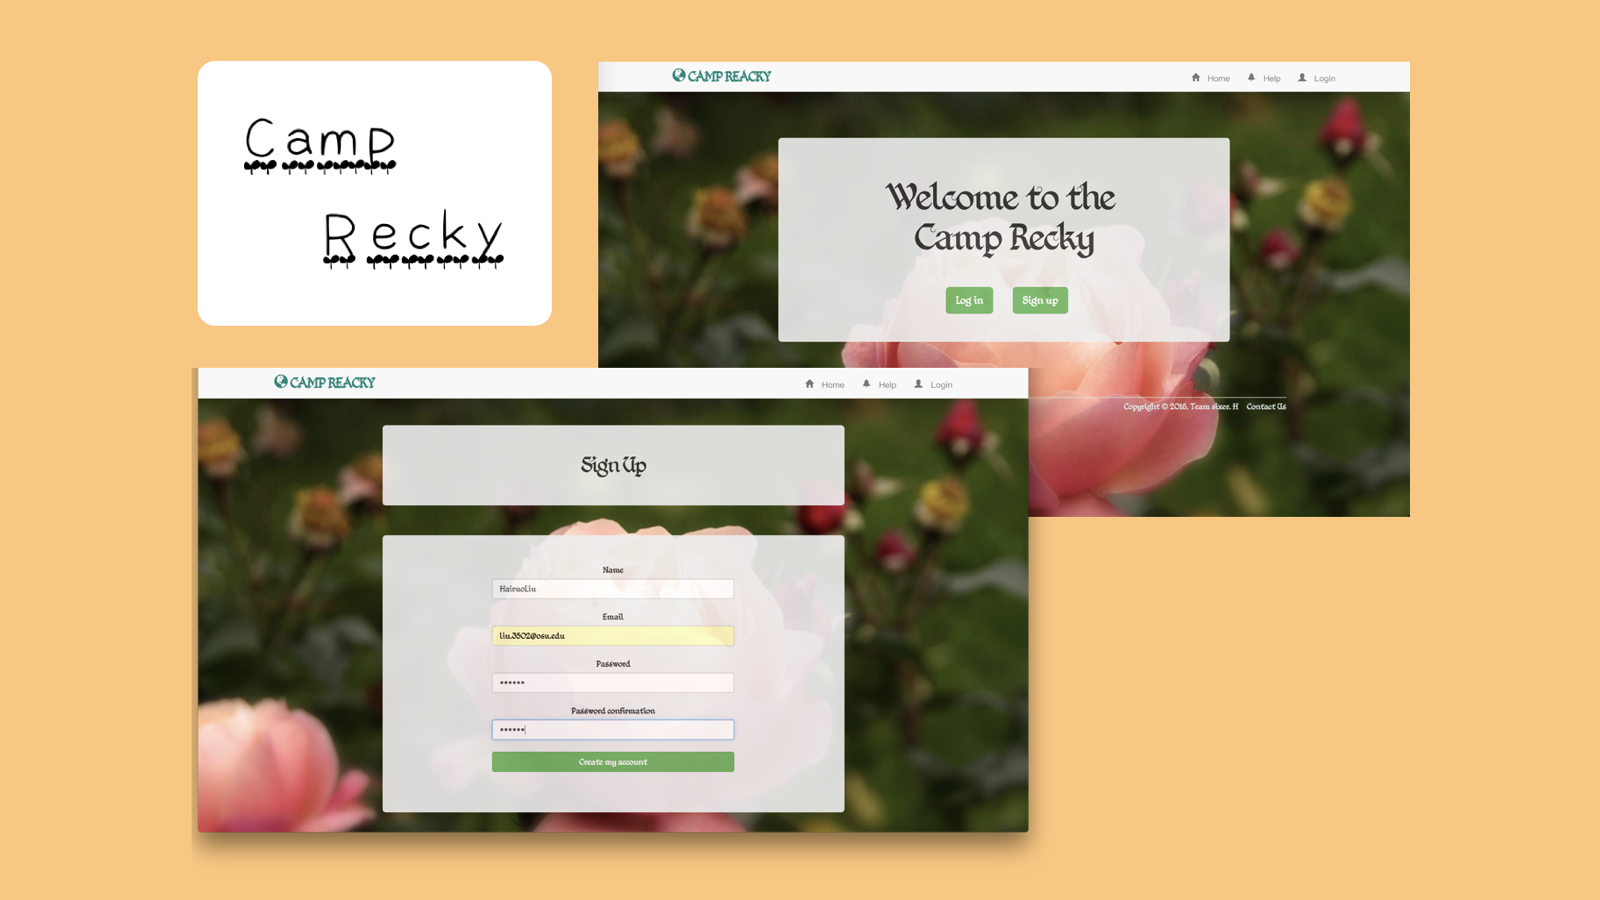 Camp
Recky
CAMP REACKY
Home Help Login
Welcome to the
Camp Recky
Log in Sign up
Copyright © 2016. Team sixer. H Contact Us
CAMP REACKY
Home Help Login
Sign Up
Name
HairuoLiu
Email
liu.3602@osu.edu
Password
••••••
Password confirmation
••••••
Create my account